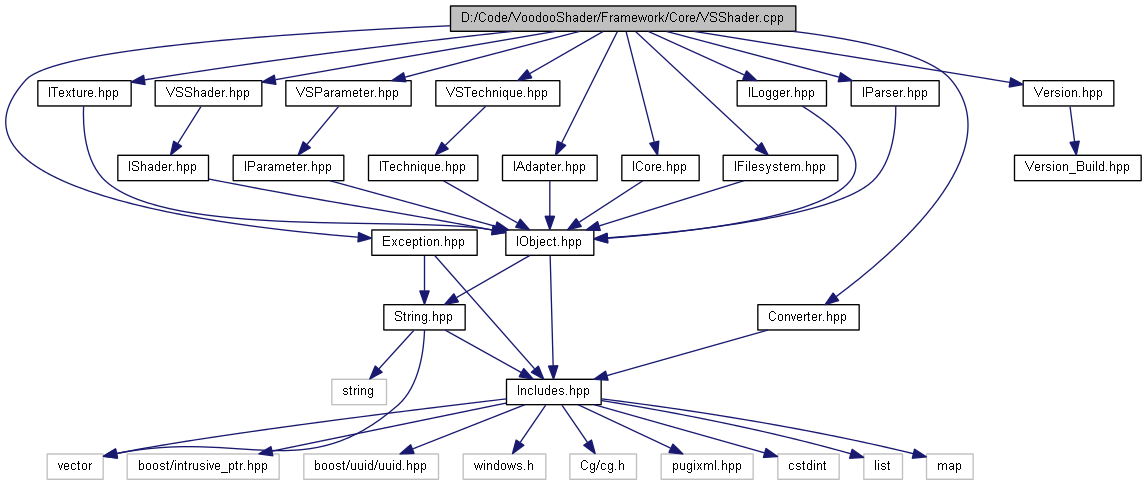 D:/Code/VoodooShader/Framework/Core/VSShader.cpp
ITexture.hpp
VSShader.hpp
VSParameter.hpp
VSTechnique.hpp
ILogger.hpp
IParser.hpp
Version.hpp
IShader.hpp
IParameter.hpp
ITechnique.hpp
IAdapter.hpp
ICore.hpp
IFilesystem.hpp
Version_Build.hpp
Exception.hpp
IObject.hpp
String.hpp
Converter.hpp
string
Includes.hpp
vector
boost/intrusive_ptr.hpp
boost/uuid/uuid.hpp
windows.h
Cg/cg.h
pugixml.hpp
cstdint
list
map